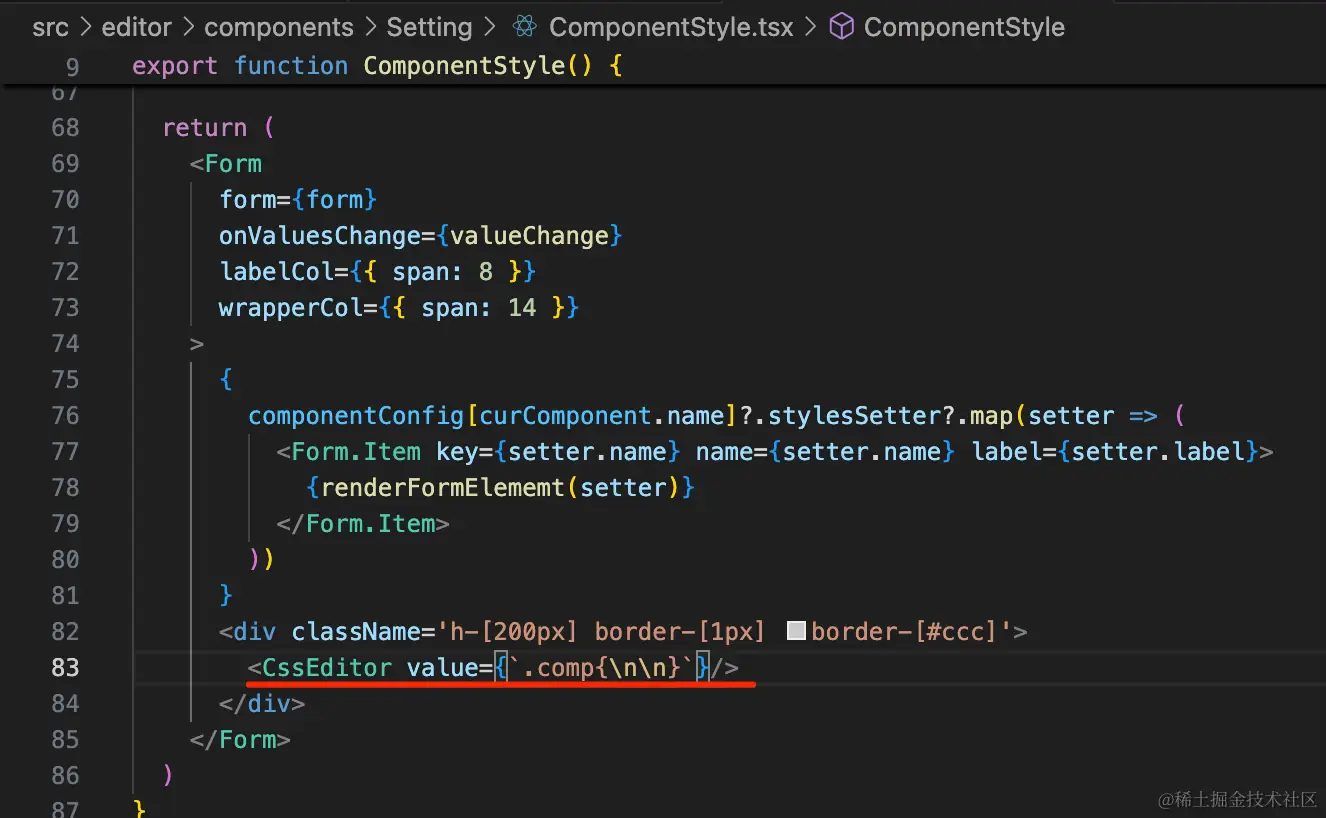 src > editor > components > Setting > ComponentStyle.tsx > ComponentStyle
9 export function ComponentStyle() {
67
68 return (
69 <Form
70 form={form}
71 onValuesChange={valueChange}
72 labelCol={{ span: 8 }}
73 wrapperCol={{ span: 14 }}
74 >
75 {
76 componentConfig[curComponent.name]?.stylesSetter?.map(setter => (
77 <Form.Item key={setter.name} name={setter.name} label={setter.label}>
78 {renderFormElememt(setter)}
79 </Form.Item>
80 ))
81 }
82 <div className='h-[200px] border-[1px] border-[#ccc]'>
83 <CssEditor value={`.comp{\n\n}`}/>
84 </div>
85 </Form>
86 )
87 }
@稀土掘金技术社区